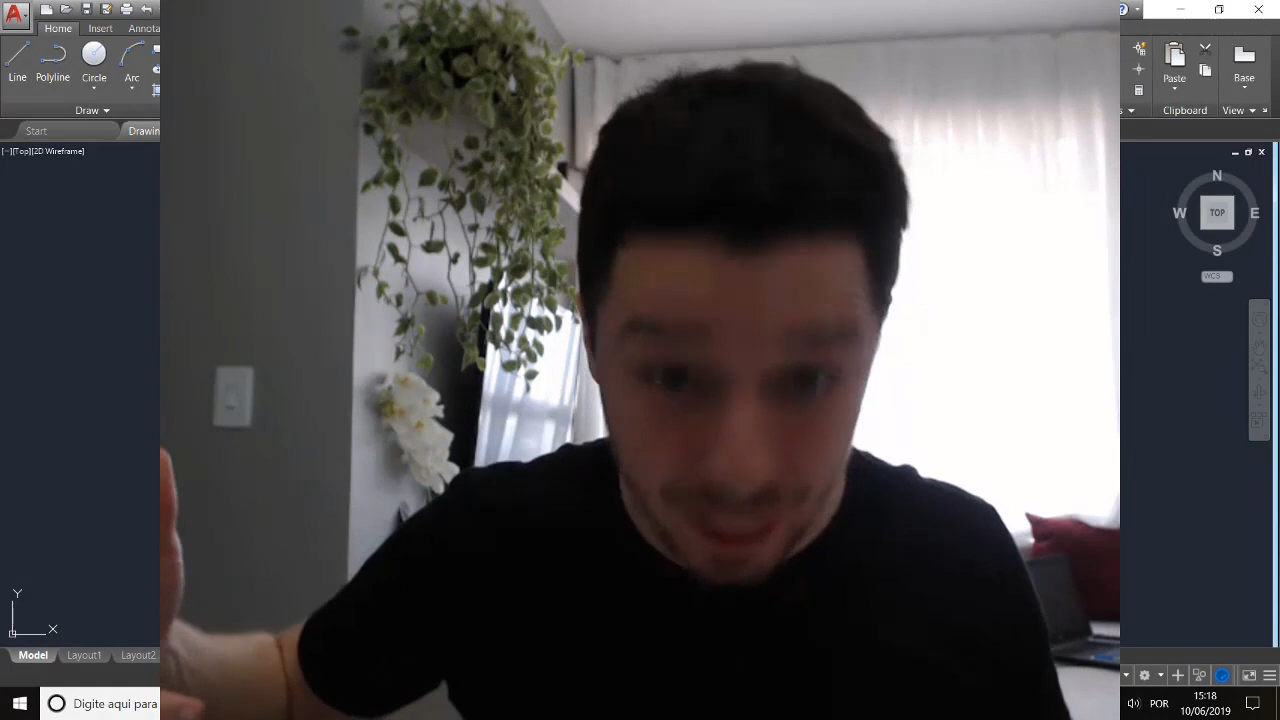 A
Home
Insert
Annota
Line
Polyline
Circle
Arc
Paste
Base
Draw
Clipboard
View
Start
Drawin
[−][Top][2D Wireframe]
N
W
TOP
E
S
WCS
Y
X
Model
Layout1
Layout2
Digite aqui para
POR
15:18
10/06/2019